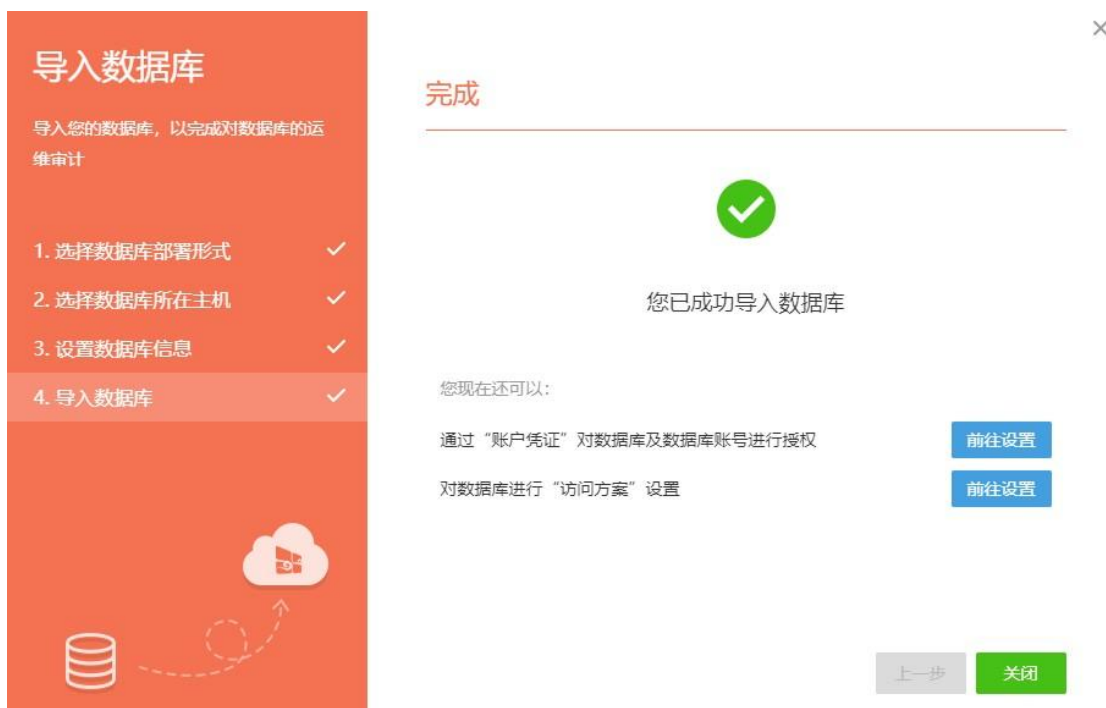 导入数据库
导入您的数据库，以完成对数据库的运
维审计
1. 选择数据库部署形式
2. 选择数据库所在主机
3. 设置数据库信息
4. 导入数据库
完成
您已成功导入数据库
您现在还可以：
通过“账户凭证”对数据库及数据库账号进行授权
前往设置
对数据库进行“访问方案”设置
前往设置
上一步
关闭